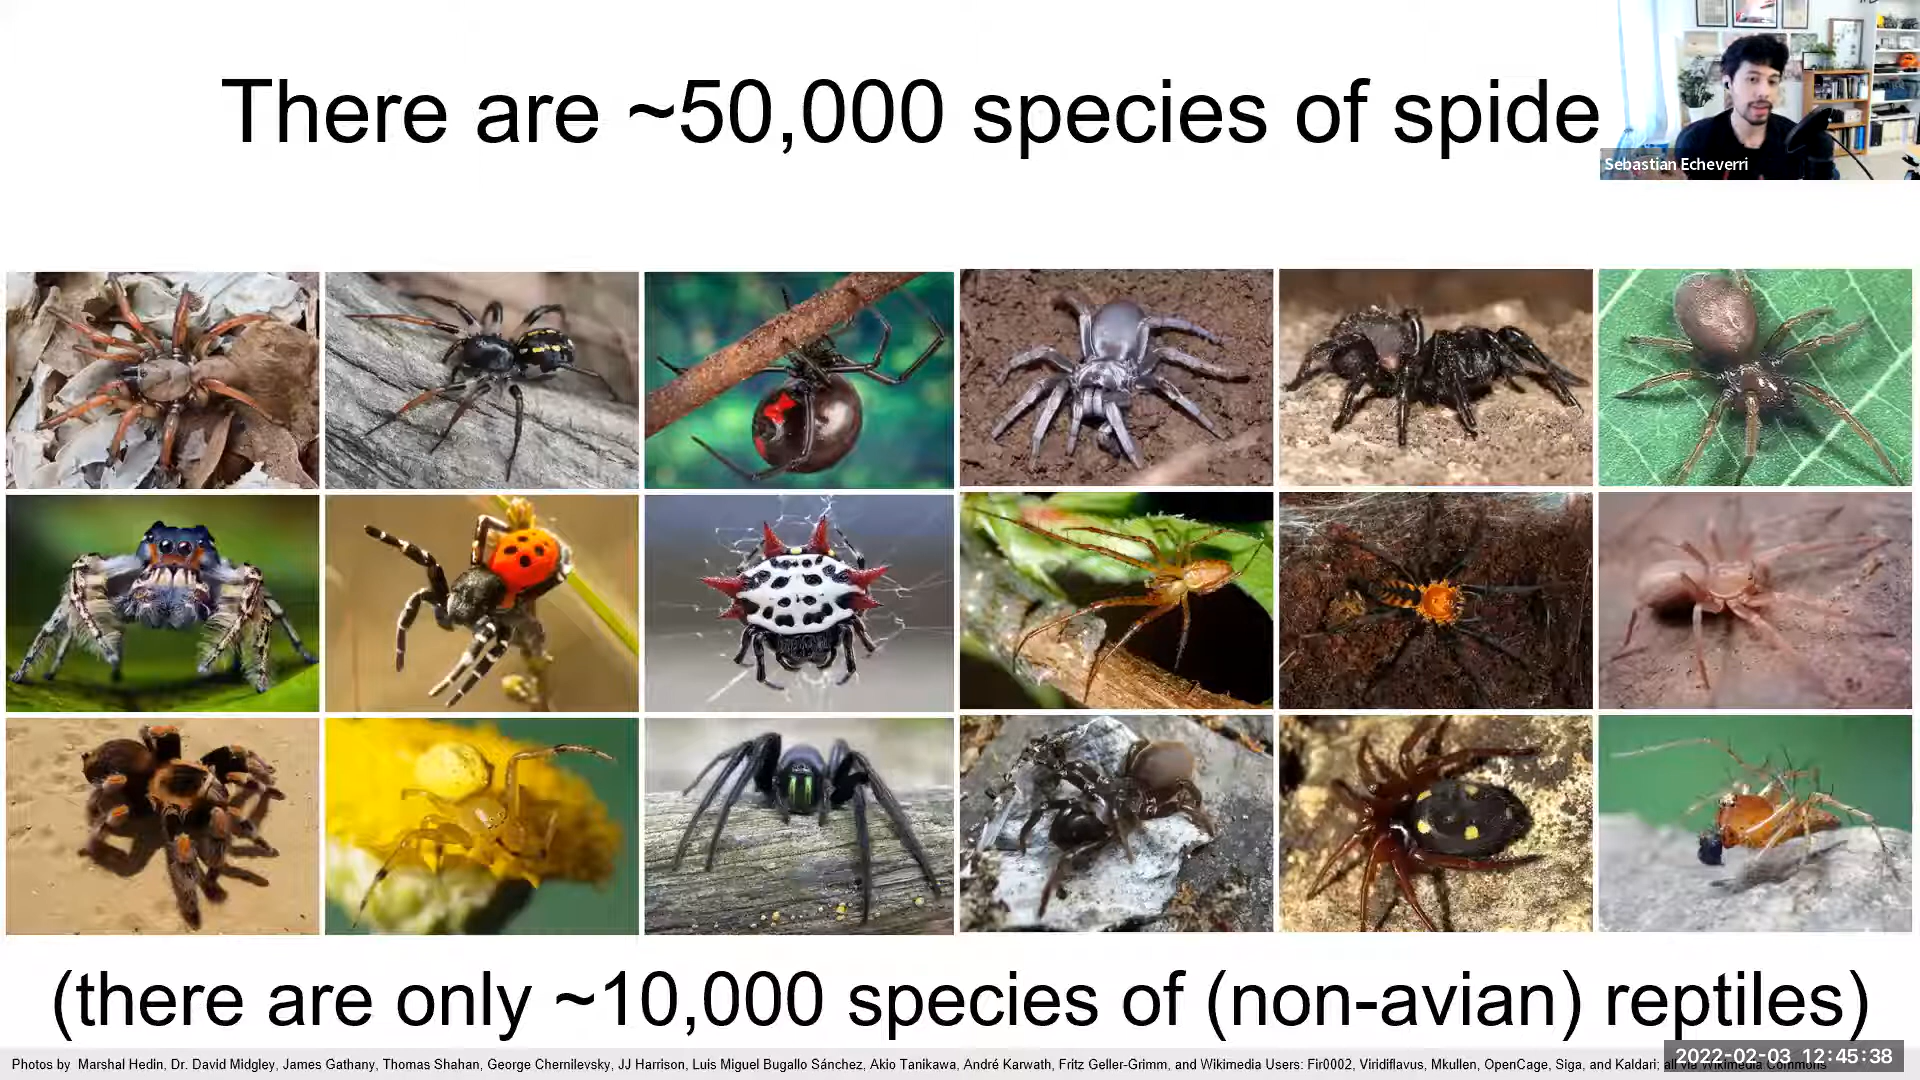 There are ~50,000 species of spide
Sebastian Echeverri
(there are only ~10,000 species of (non-avian) reptiles)
Photos by Marshal Hedin, Dr. David Midgley, James Gathany, Thomas Shahan, George Chernilevsky, JJ Harrison, Luis Miguel Bugallo Sánchez, Akio Tanikawa, André Karwath, Fritz Geller-Grimm, and Wikimedia Users: Fir0002, Viridiflavus, Mkullen, OpenCage, Siga, and Kaldari; all via Wikimedia Commons
2022-02-03 12:45:38